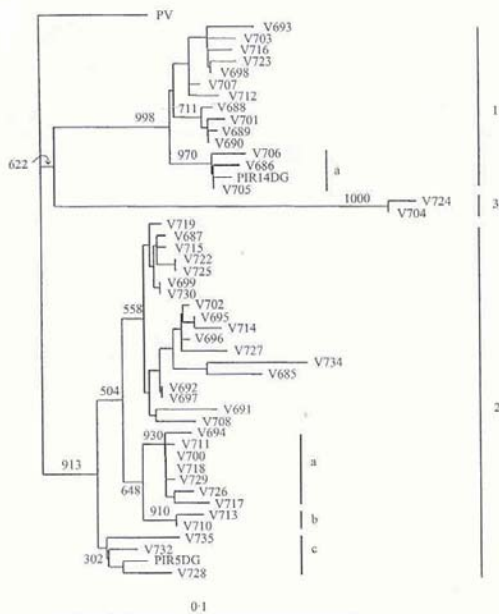 PV
V693
V703
V716
V723
V698
V707
V712
711
V688
1
998
V701
V689
V690
970
V706
622
V686
a
PIR14DG
V705
1000
V724
3
V704
V719
V687
V715
V722
V725
V699
558
V730
V702
V695
V714
V696
V727
V734
V685
504
V692
V697
2
V691
V708
930
V694
V711
913
V700
a
V718
648
V729
V726
V717
910
V713
b
V710
V735
302
V732
c
PIR5DG
V728
0·1